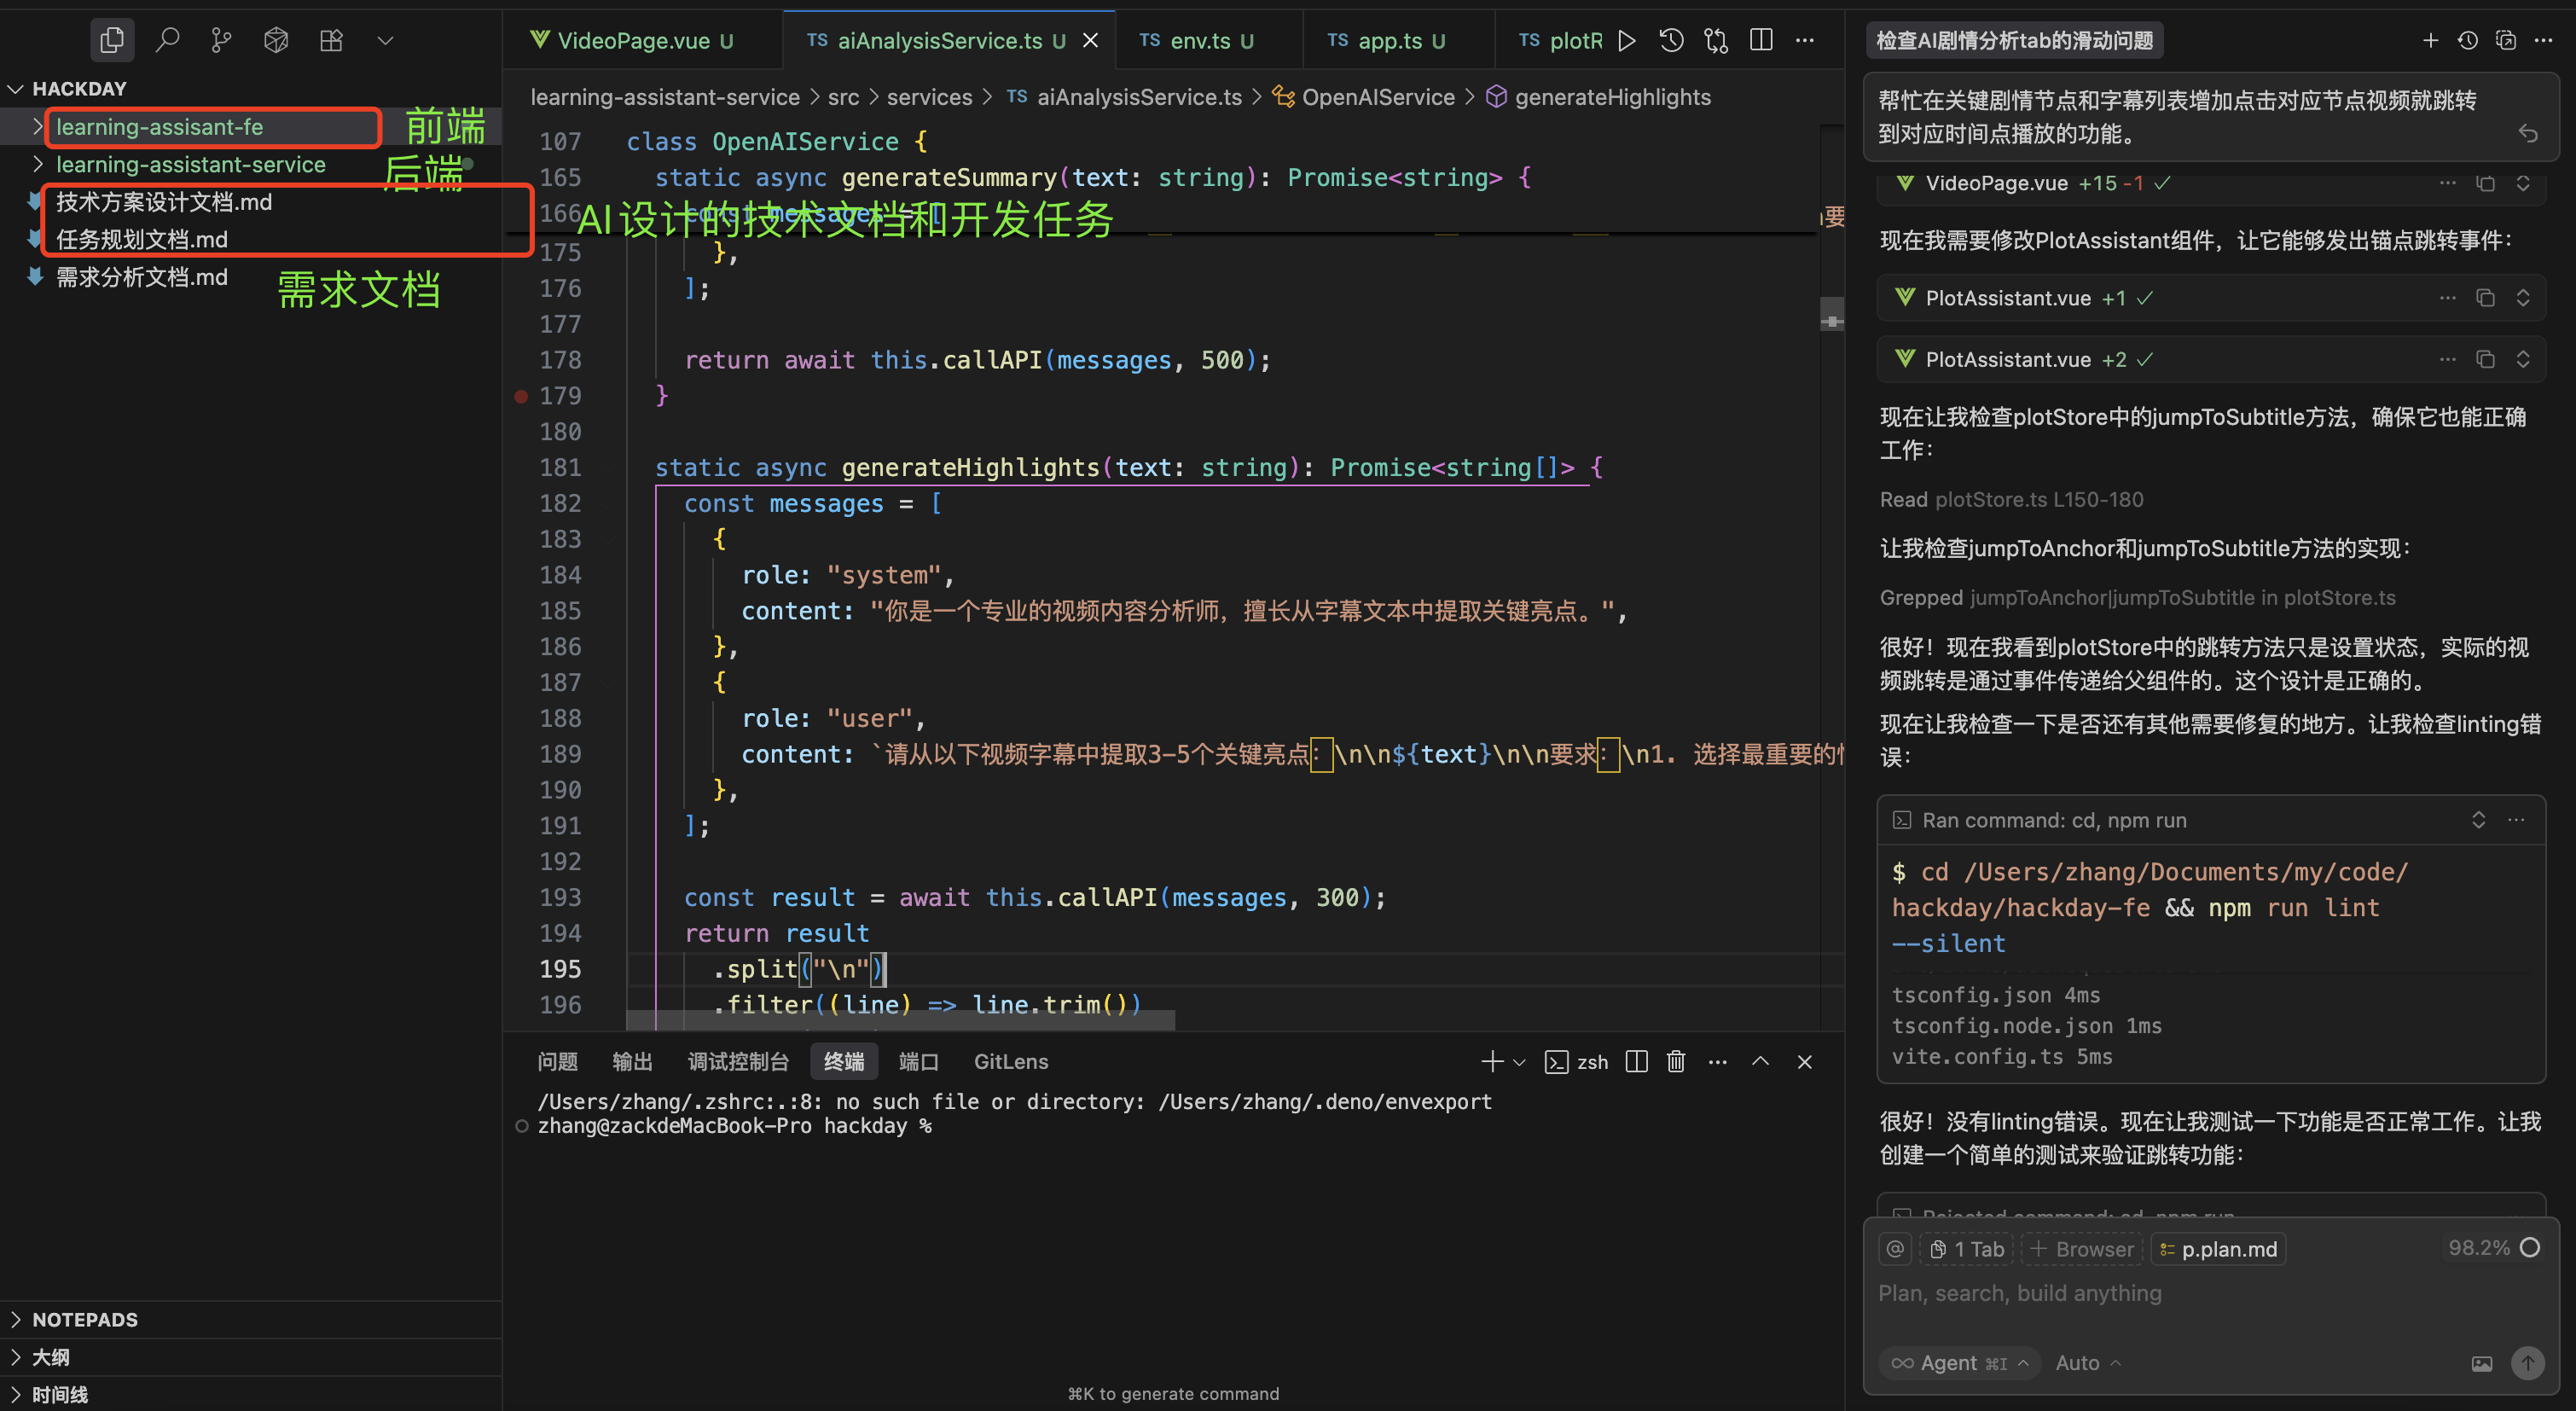 HACKDAY
learning-assisant-fe
前端
learning-assistant-service
后端
技术方案设计文档.md
任务规划文档.md
AI设计的技术文档和开发任务
需求分析文档.md
需求文档
NOTEPADS
大纲
时间线
VideoPage.vue U
TS aiAnalysisService.ts U
TS env.ts U
TS app.ts U
TS plotR
learning-assistant-service > src > services > TS aiAnalysisService.ts > OpenAIService > generateHighlights
107 class OpenAIService {
165 static async generateSummary(text: string): Promise<string> {
166 const messages = [
175 },
176 ];
177
178 return await this.callAPI(messages, 500);
179 }
180
181 static async generateHighlights(text: string): Promise<string[]> {
182 const messages = [
183 {
184 role: "system",
185 content: "你是一个专业的视频内容分析师，擅长从字幕文本中提取关键亮点。",
186 },
187 {
188 role: "user",
189 content: `请从以下视频字幕中提取3-5个关键亮点：\n\n${text}\n\n要求：\n1. 选择最重要的
190 },
191 ];
192
193 const result = await this.callAPI(messages, 300);
194 return result
195 .split("\n")
196 .filter((line) => line.trim())
问题 输出 调试控制台 终端 端口 GitLens
zsh
/Users/zhang/.zshrc:.:8: no such file or directory: /Users/zhang/.deno/envexport
zhang@zackdeMacBook-Pro hackday %
⌘K to generate command
检查AI剧情分析tab的滑动问题
帮忙在关键剧情节点和字幕列表增加点击对应节点视频就跳转
到对应时间点播放的功能。
VideoPage.vue +15 -1
现在我需要修改PlotAssistant组件，让它能够发出锚点跳转事件：
PlotAssistant.vue +1
PlotAssistant.vue +2
现在让我检查plotStore中的jumpToSubtitle方法，确保它也能正确
工作：
Read plotStore.ts L150-180
让我检查jumpToAnchor和jumpToSubtitle方法的实现：
Grepped jumpToAnchor|jumpToSubtitle in plotStore.ts
很好！现在我看到plotStore中的跳转方法只是设置状态，实际的视
频跳转是通过事件传递给父组件的。这个设计是正确的。
现在让我检查一下是否还有其他需要修复的地方。让我检查linting错
误：
Ran command: cd, npm run
$ cd /Users/zhang/Documents/my/code/
hackday/hackday-fe && npm run lint
--silent
tsconfig.json 4ms
tsconfig.node.json 1ms
vite.config.ts 5ms
很好！没有linting错误。现在让我测试一下功能是否正常工作。让我
创建一个简单的测试来验证跳转功能：
Rejected command: cd, npm run
@ 1 Tab + Browser p.plan.md 98.2%
Plan, search, build anything
Agent ⌘I Auto